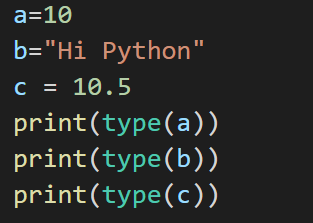 a=10
b="Hi Python"
c = 10.5
print(type(a))
print(type(b))
print(type(c))